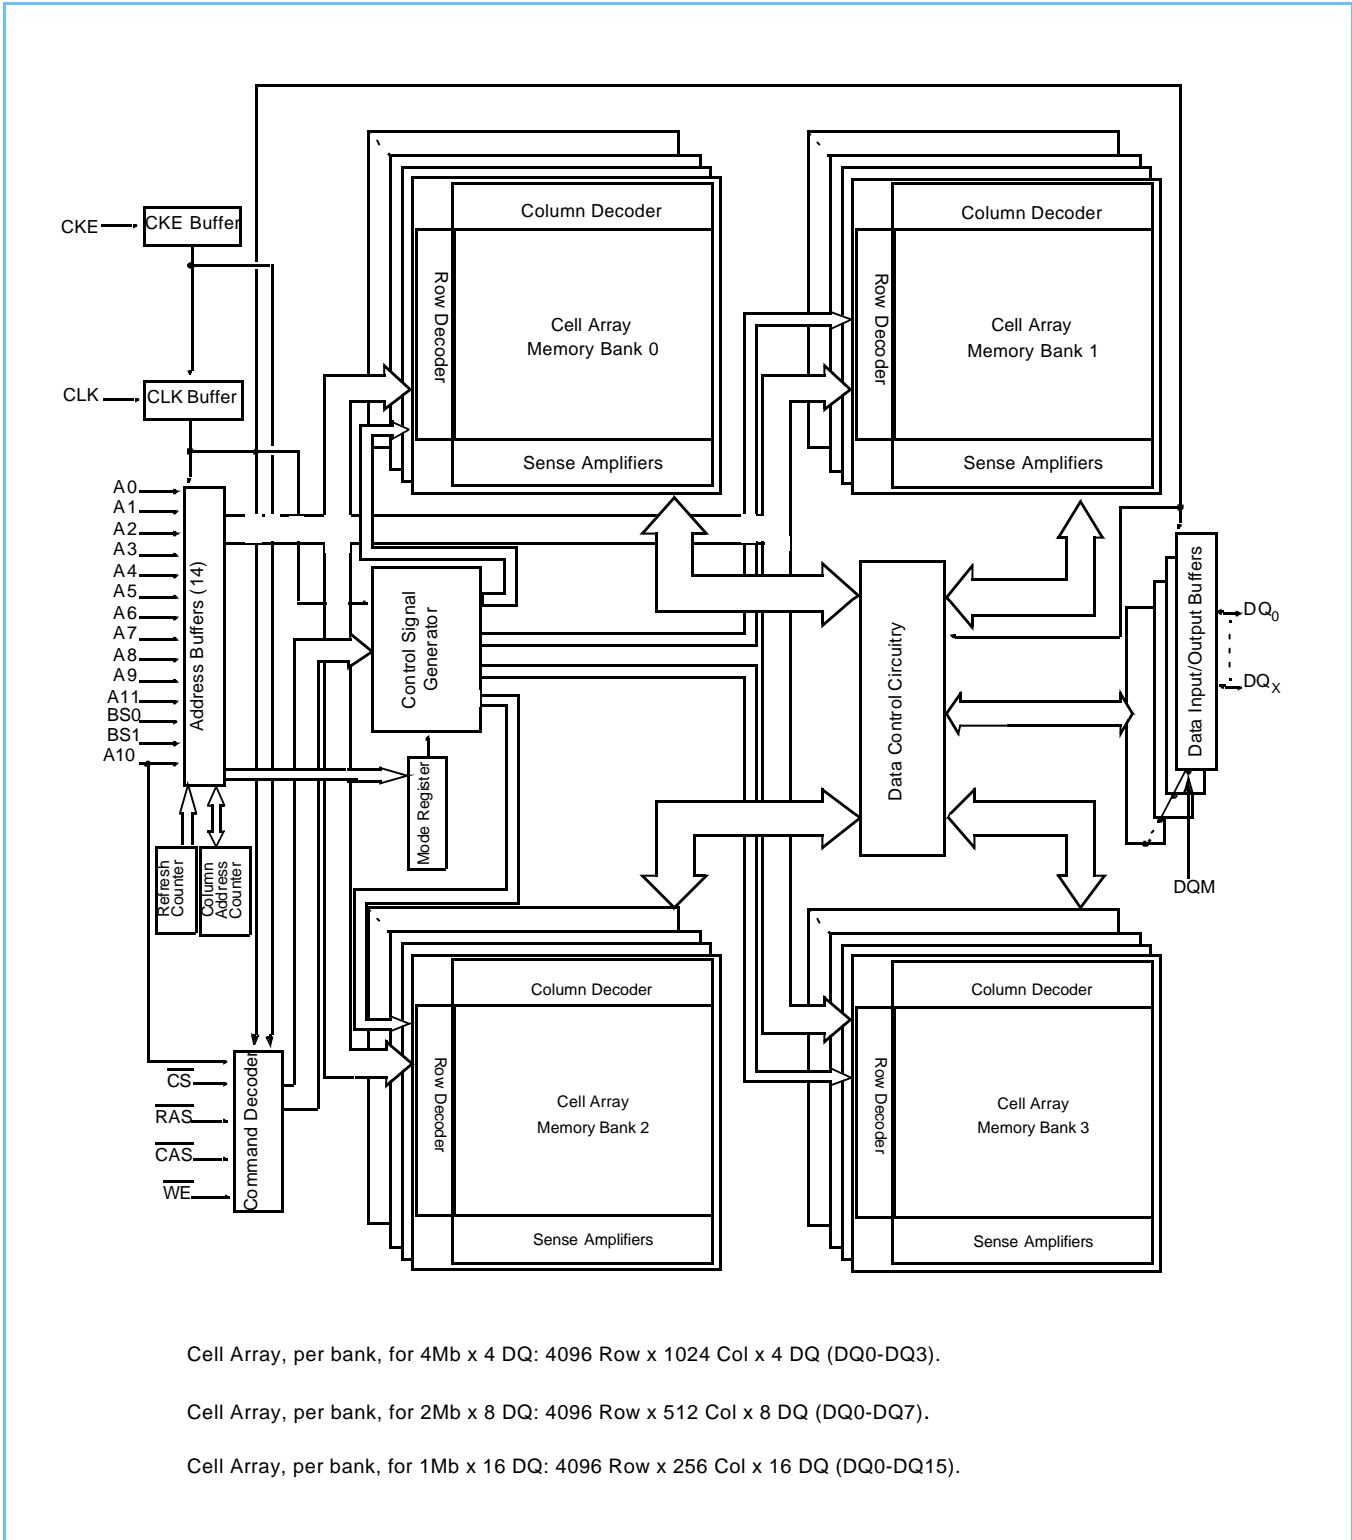 Column Decoder
Row Decoder
Cell Array
Memory Bank 0
Sense Amplifiers
Column Decoder
Row Decoder
Cell Array
Memory Bank 1
Sense Amplifiers
CKE
CKE Buffer
CLK
CLK Buffer
A0
A1
A2
A3
A4
A5
A6
A7
A8
A9
A11
BS0
BS1
A10
Address Buffers (14)
Refresh
Counter
Column
Address
Counter
Control Signal
Generator
Mode Register
Data Control Circuitry
Data Input/Output Buffers
DQ0
DQX
DQM
CS
RAS
CAS
WE
Command Decoder
Column Decoder
Row Decoder
Cell Array
Memory Bank 2
Sense Amplifiers
Column Decoder
Row Decoder
Cell Array
Memory Bank 3
Sense Amplifiers
Cell Array, per bank, for 4Mb x 4 DQ: 4096 Row x 1024 Col x 4 DQ (DQ0-DQ3).
Cell Array, per bank, for 2Mb x 8 DQ: 4096 Row x 512 Col x 8 DQ (DQ0-DQ7).
Cell Array, per bank, for 1Mb x 16 DQ: 4096 Row x 256 Col x 16 DQ (DQ0-DQ15).